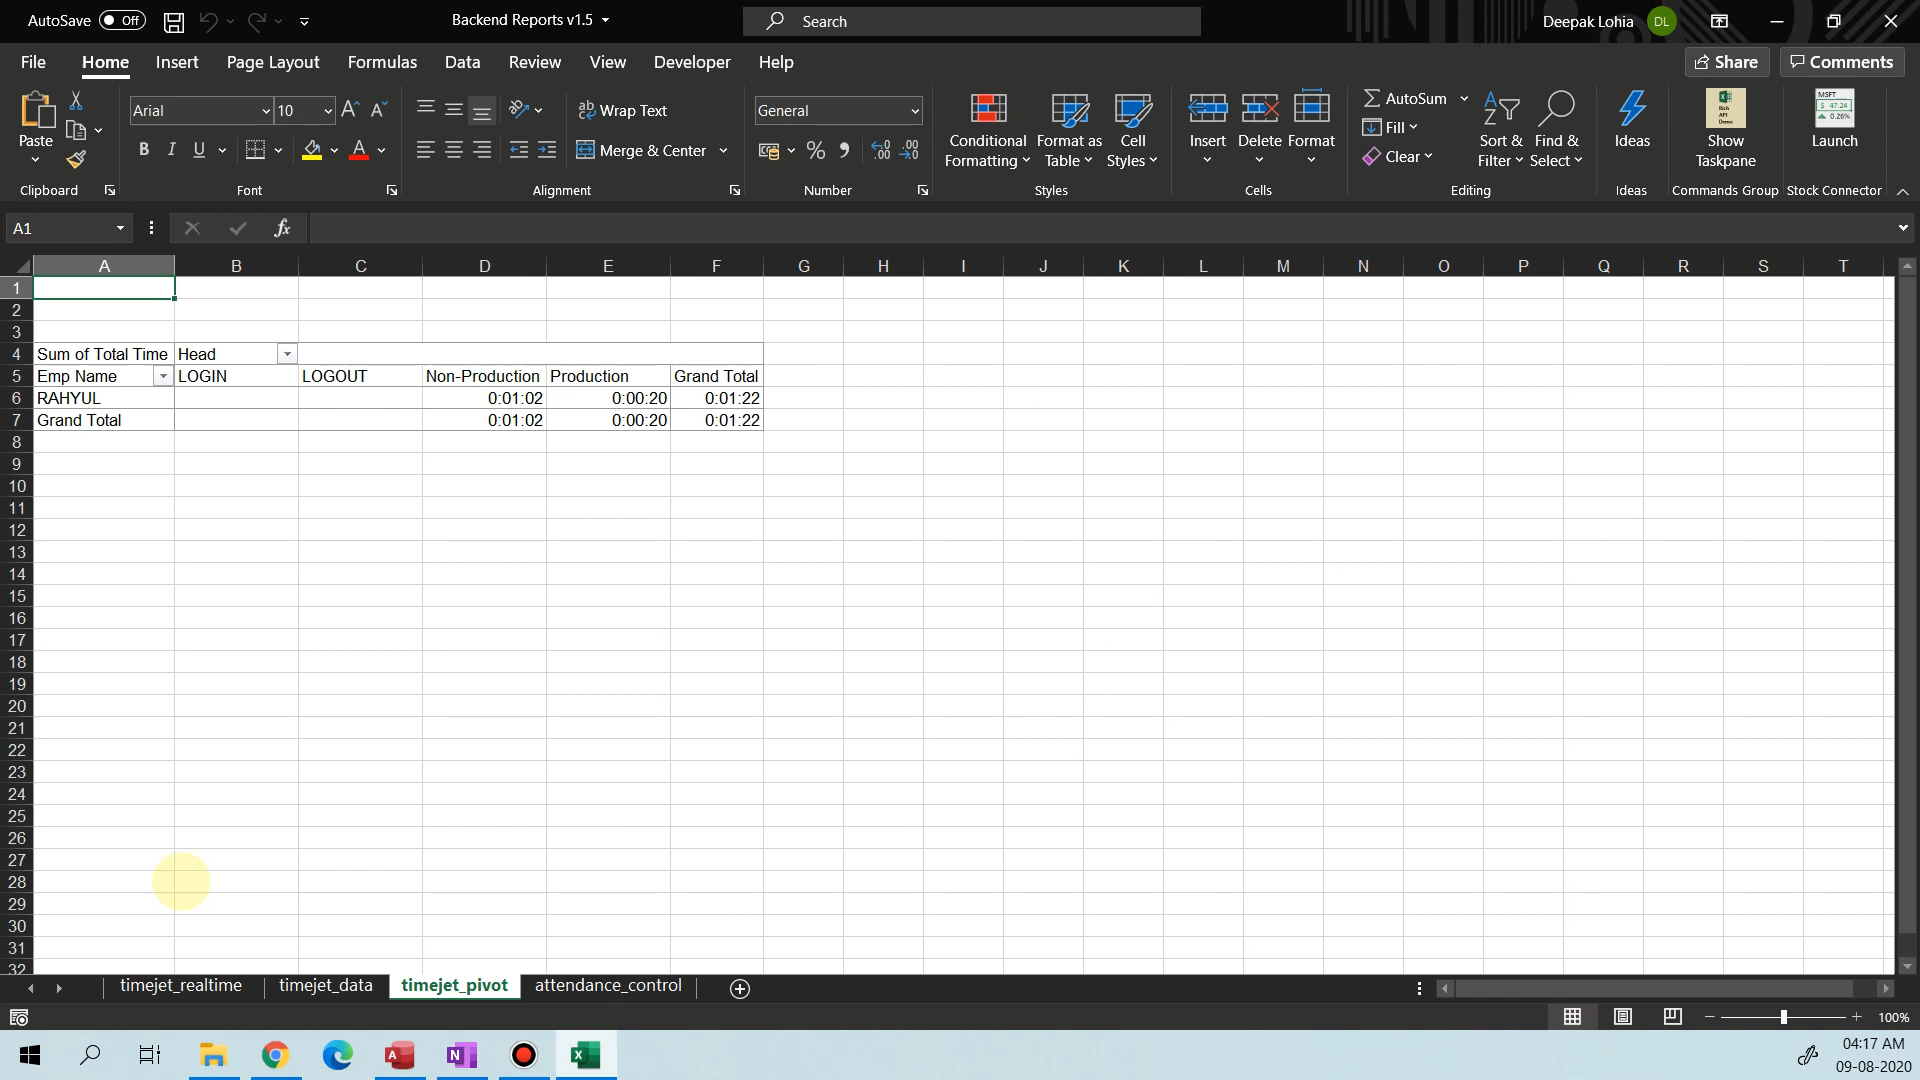 AutoSave Off Backend Reports v1.5 Search Deepak Lohia DL
File Home Insert Page Layout Formulas Data Review View Developer Help Share Comments
Paste Arial 10 Wrap Text General Conditional Formatting Format as Table Cell Styles Insert Delete Format AutoSum Fill Clear Sort & Filter Find & Select Ideas Show Taskpane Launch
B I U A Merge & Center % 
Clipboard Font Alignment Number Styles Cells Editing Ideas Commands Group Stock Connector
A1 fx
A B C D E F G H I J K L M N O P Q R S T
1
2
3
4 Sum of Total Time Head
5 Emp Name LOGIN LOGOUT Non-Production Production Grand Total
6 RAHYUL 0:01:02 0:00:20 0:01:22
7 Grand Total 0:01:02 0:00:20 0:01:22
8
9
10
11
12
13
14
15
16
17
18
19
20
21
22
23
24
25
26
27
28
29
30
31
32
timejet_realtime timejet_data timejet_pivot attendance_control
100%
04:17 AM
09-08-2020